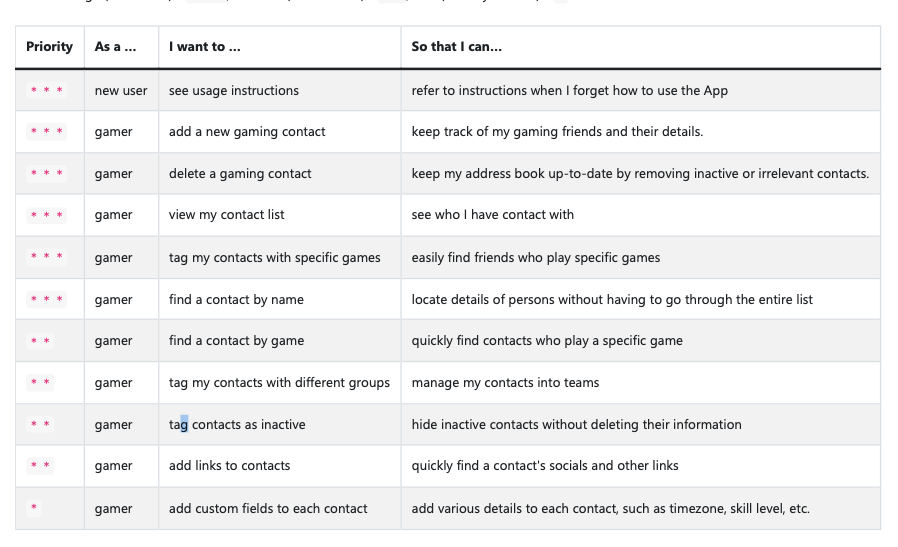 Priority As a … I want to … So that I can…
* * * new user see usage instructions refer to instructions when I forget how to use the App
* * * gamer add a new gaming contact keep track of my gaming friends and their details.
* * * gamer delete a gaming contact keep my address book up-to-date by removing inactive or irrelevant contacts.
* * * gamer view my contact list see who I have contact with
* * * gamer tag my contacts with specific games easily find friends who play specific games
* * * gamer find a contact by name locate details of persons without having to go through the entire list
* * gamer find a contact by game quickly find contacts who play a specific game
* * gamer tag my contacts with different groups manage my contacts into teams
* * gamer tag contacts as inactive hide inactive contacts without deleting their information
* * gamer add links to contacts quickly find a contact's socials and other links
* gamer add custom fields to each contact add various details to each contact, such as timezone, skill level, etc.